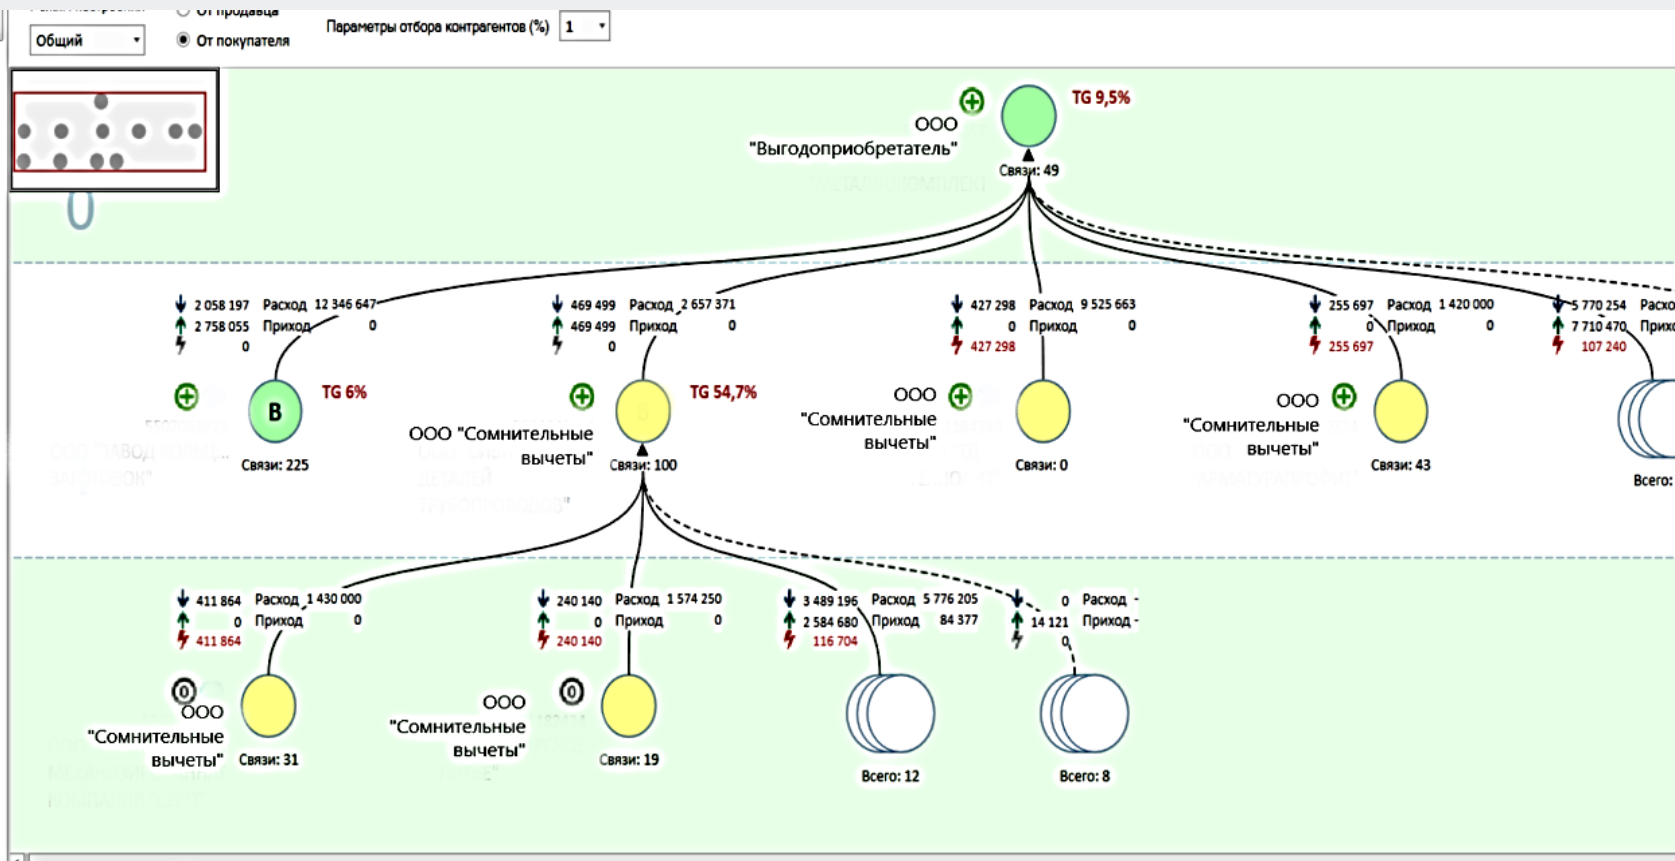 От продавца
Общий
От покупателя
Параметры отбора контрагентов (%)
1
TG 9,5%
ООО
"Выгодоприобретатель"
Связи: 49
0
2 058 197 Расход 12 346 647
2 758 055 Приход 0
0
469 499 Расход 2 657 371
469 499 Приход 0
0
427 298 Расход 9 525 663
0 Приход 0
427 298
255 697 Расход 1 420 000
0 Приход 0
255 697
5 770 254 Расхо
7 710 470 Прихо
107 240
В
TG 6%
Связи: 225
TG 54,7%
ООО "Сомнительные
вычеты"
Связи: 100
ООО
"Сомнительные
вычеты"
Связи: 0
ООО
"Сомнительные
вычеты"
Связи: 43
Всего:
411 864 Расход 1 430 000
0 Приход 0
411 864
240 140 Расход 1 574 250
0 Приход 0
240 140
3 489 196 Расход 5 776 205
2 584 680 Приход 84 377
116 704
0 Расход -
14 121 Приход -
0
0
ООО
"Сомнительные
вычеты"
Связи: 31
0
ООО
"Сомнительные
вычеты"
Связи: 19
Всего: 12
Всего: 8